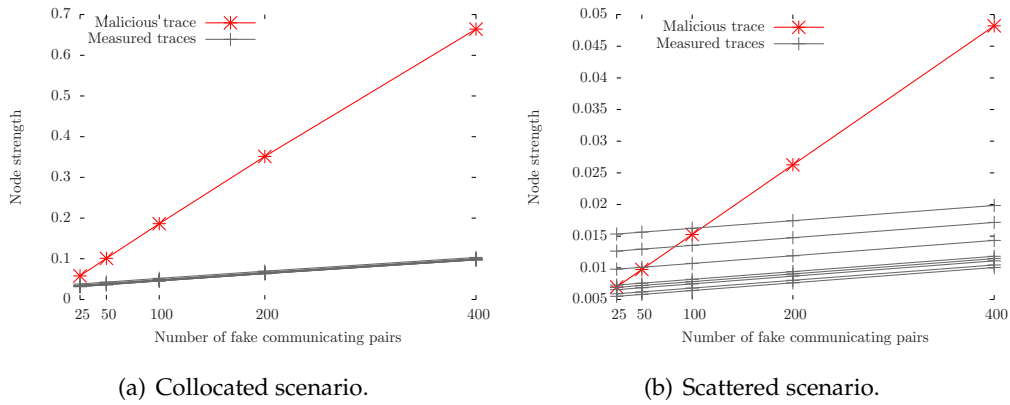 Malicious trace
Measured traces
0.7
0.6
0.5
0.4
0.3
0.2
0.1
0
Node strength
25 50 100 200 400
Number of fake communicating pairs
(a) Collocated scenario.
Malicious trace
Measured traces
0.05
0.045
0.04
0.035
0.03
0.025
0.02
0.015
0.01
0.005
Node strength
25 50 100 200 400
Number of fake communicating pairs
(b) Scattered scenario.